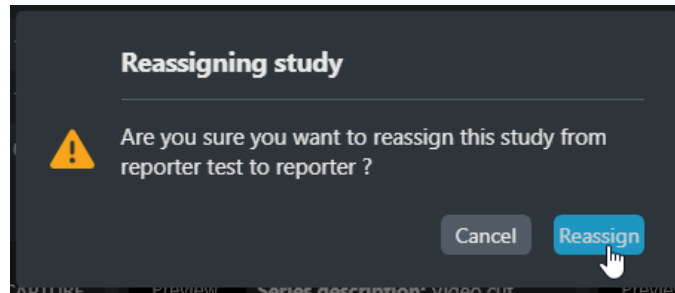 Reassigning study
Are you sure you want to reassign this study from
reporter test to reporter ?
Cancel Reassign
Preview Series description: Video cut